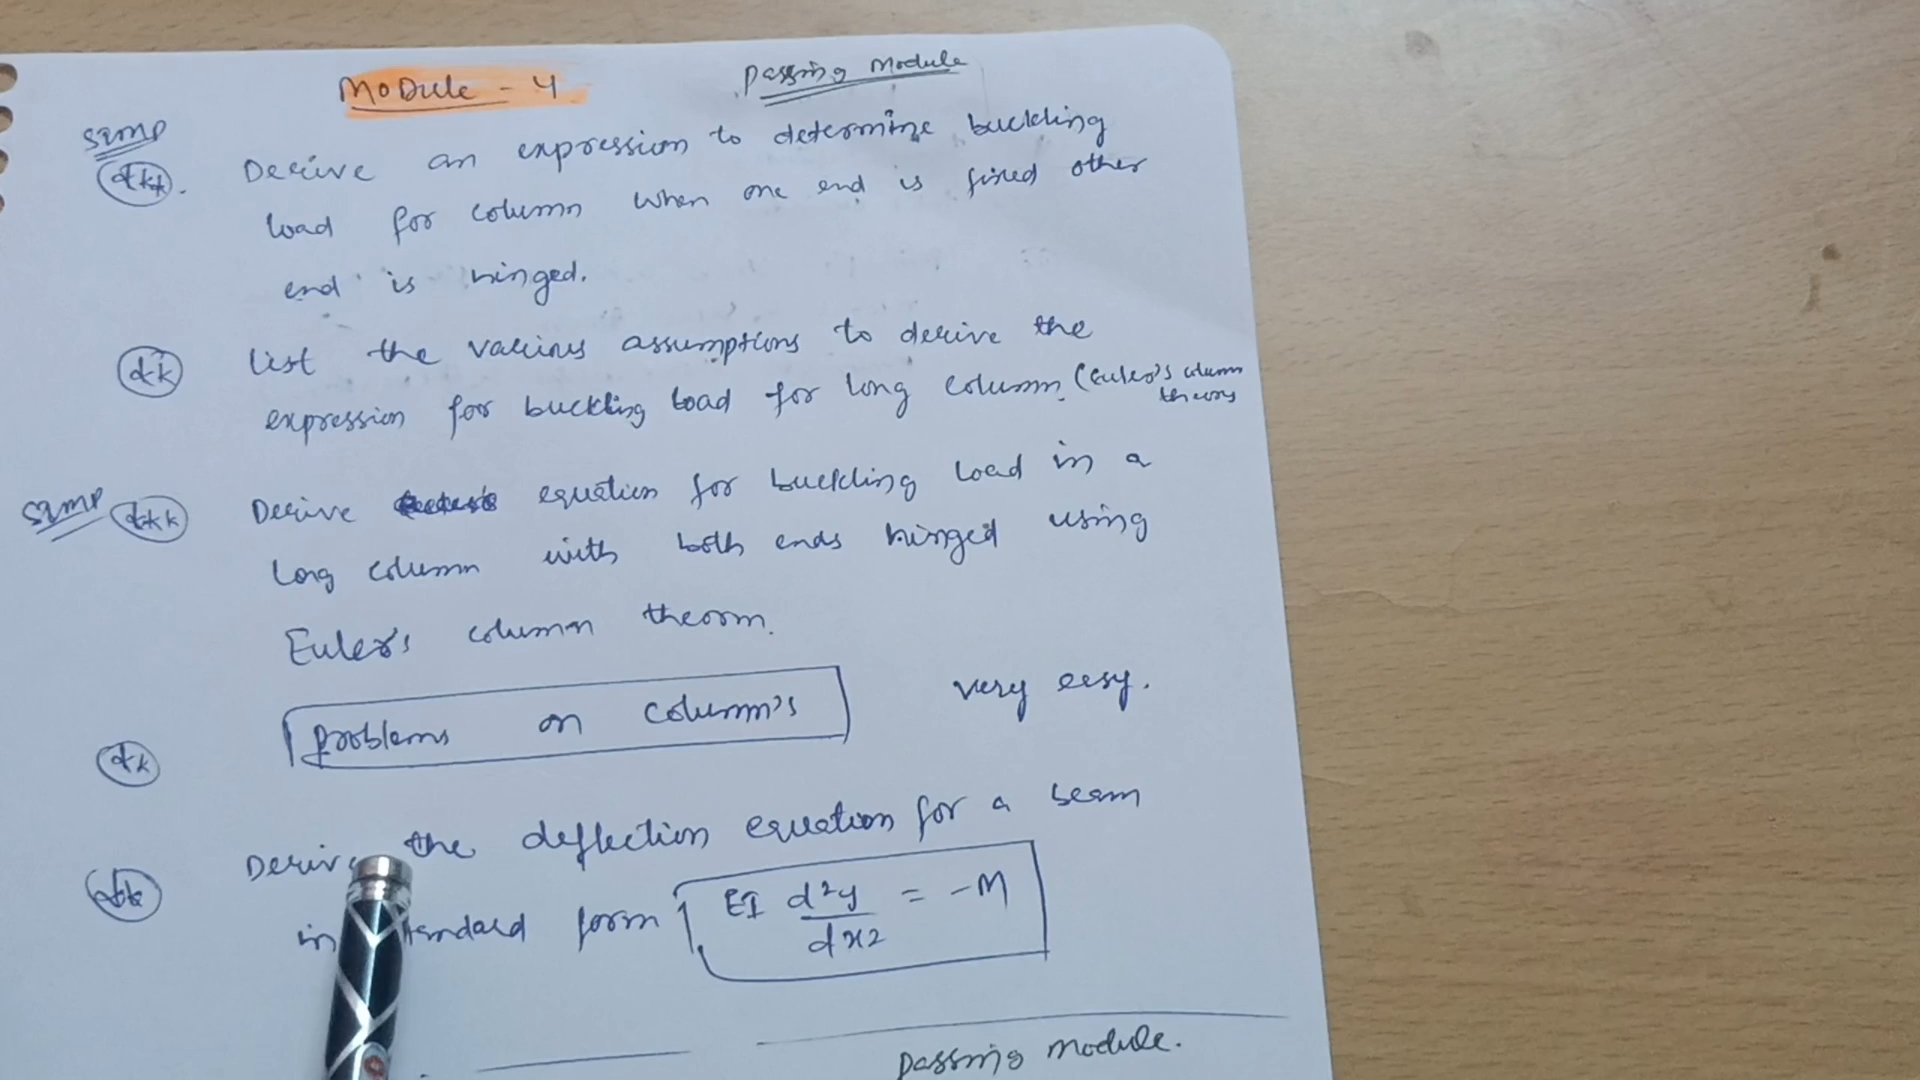 MODULE - 4
Passing Module
SIMP
Derive an expression to determine buckling
load for column when one end is fixed other
end is hinged.
List the various assumptions to derive the
expression for buckling load for long column. (Euler's column
theory
SIMP
Derive equation for buckling load in a
long column with both ends hinged using
Euler's column theorm.
Problems on Column's very easy.
Derive the deflection equation for a beam
in standard form EI d²y/dx2 = -M
Passing Module.